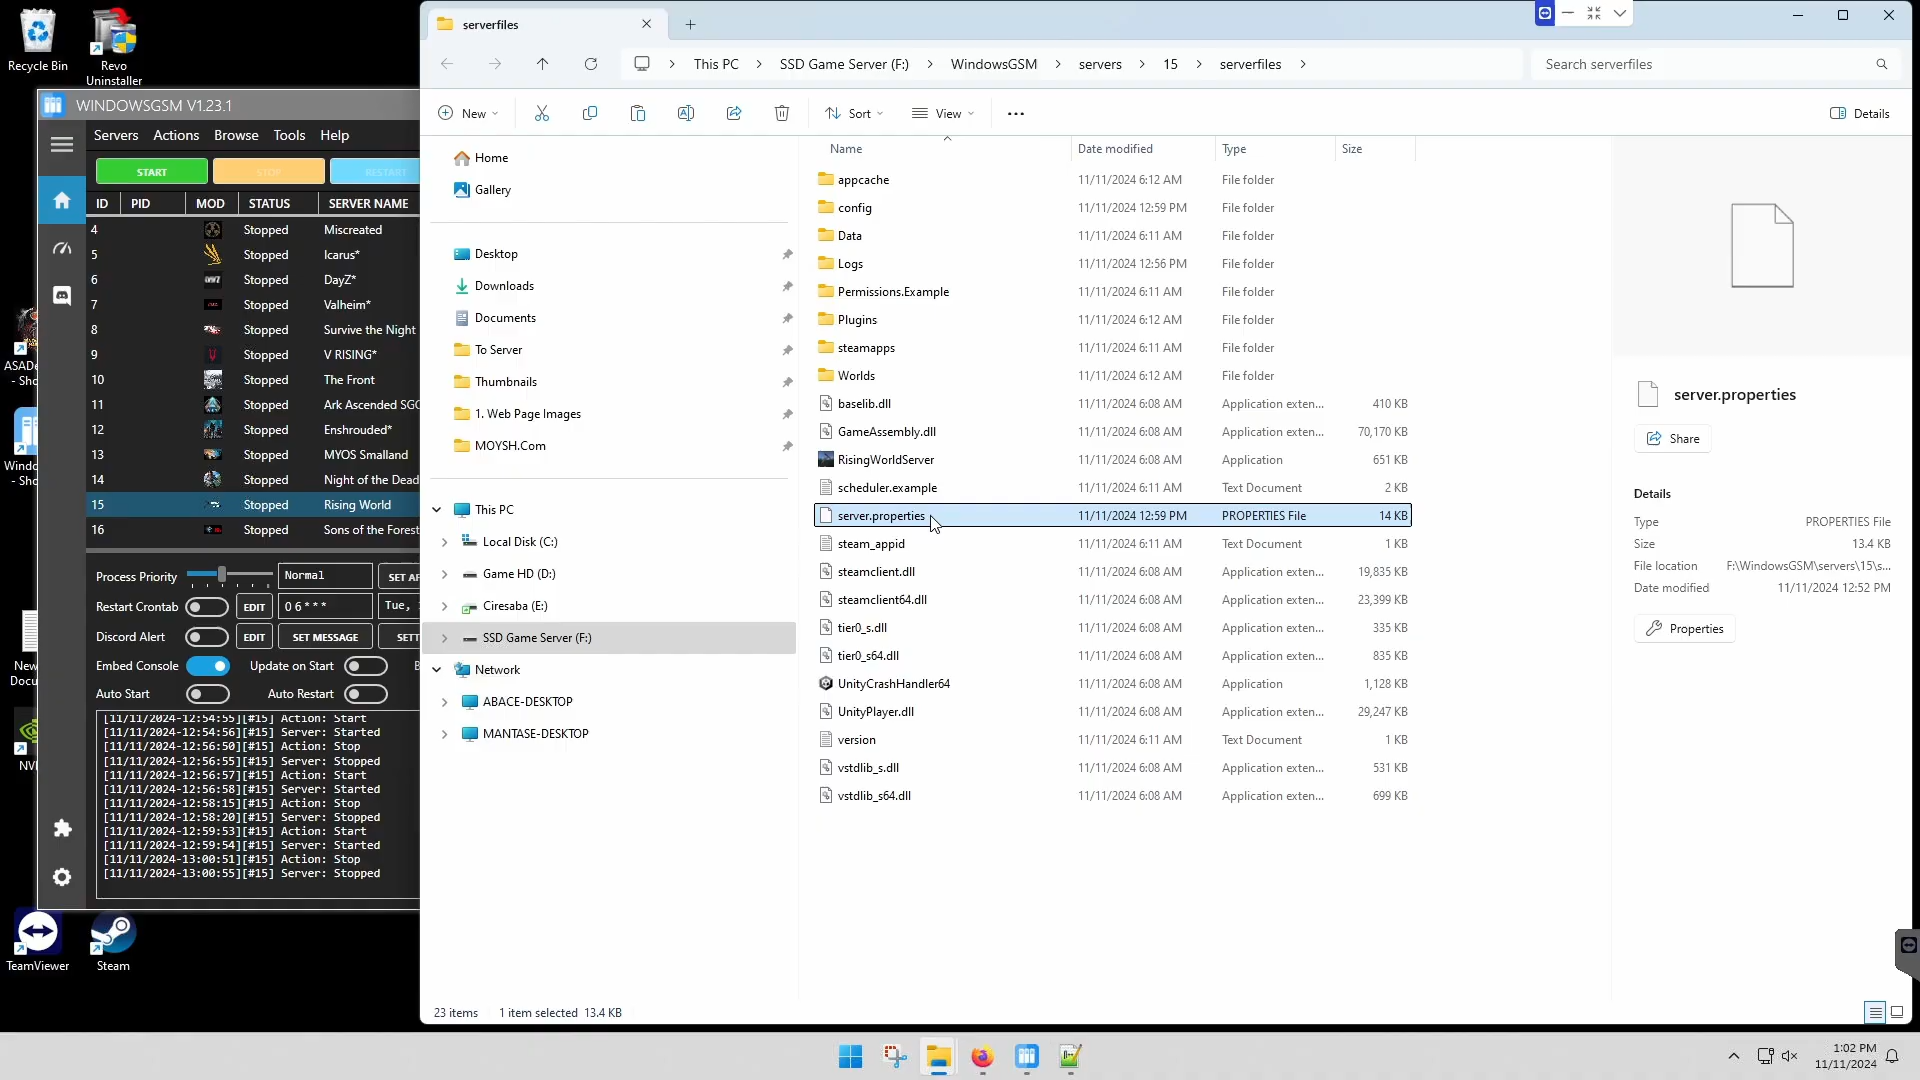 Recycle Bin
Revo
Uninstaller
Steam
TeamViewer
WINDOWSGSM V1.23.1
Servers Actions Browse Tools Help
START STOP RESTART
ID PID MOD STATUS SERVER NAME
4 Stopped Miscreated
5 Stopped Icarus*
6 Stopped DayZ*
7 Stopped Valheim*
8 Stopped Survive the Night
9 Stopped V RISING*
10 Stopped The Front
11 Stopped Ark Ascended SGC
12 Stopped Enshrouded*
13 Stopped MYOS Smalland
14 Stopped Night of the Dead
15 Stopped Rising World
16 Stopped Sons of the Forest
Process Priority Normal SET AF
Restart Crontab EDIT 0 6 * * * Tue,
Discord Alert EDIT SET MESSAGE SETT
Embed Console Update on Start B
Auto Start Auto Restart
[11/11/2024-12:54:55][#15] Action: Start
[11/11/2024-12:54:56][#15] Server: Started
[11/11/2024-12:56:50][#15] Action: Stop
[11/11/2024-12:56:55][#15] Server: Stopped
[11/11/2024-12:56:57][#15] Action: Start
[11/11/2024-12:56:58][#15] Server: Started
[11/11/2024-12:58:15][#15] Action: Stop
[11/11/2024-12:58:20][#15] Server: Stopped
[11/11/2024-12:59:53][#15] Action: Start
[11/11/2024-12:59:54][#15] Server: Started
[11/11/2024-13:00:51][#15] Action: Stop
[11/11/2024-13:00:55][#15] Server: Stopped
serverfiles
This PC > SSD Game Server (F:) > WindowsGSM > servers > 15 > serverfiles >
Search serverfiles
New Sort View Details
Home
Gallery
Desktop
Downloads
Documents
To Server
Thumbnails
1. Web Page Images
MOYSH.Com
This PC
Local Disk (C:)
Game HD (D:)
Ciresaba (E:)
SSD Game Server (F:)
Network
ABACE-DESKTOP
MANTASE-DESKTOP
Name Date modified Type Size
appcache 11/11/2024 6:12 AM File folder
config 11/11/2024 12:59 PM File folder
Data 11/11/2024 6:11 AM File folder
Logs 11/11/2024 12:56 PM File folder
Permissions.Example 11/11/2024 6:11 AM File folder
Plugins 11/11/2024 6:12 AM File folder
steamapps 11/11/2024 6:11 AM File folder
Worlds 11/11/2024 6:12 AM File folder
baselib.dll 11/11/2024 6:08 AM Application exten... 410 KB
GameAssembly.dll 11/11/2024 6:08 AM Application exten... 70,170 KB
RisingWorldServer 11/11/2024 6:08 AM Application 651 KB
scheduler.example 11/11/2024 6:11 AM Text Document 2 KB
server.properties 11/11/2024 12:59 PM PROPERTIES File 14 KB
steam_appid 11/11/2024 6:11 AM Text Document 1 KB
steamclient.dll 11/11/2024 6:08 AM Application exten... 19,835 KB
steamclient64.dll 11/11/2024 6:08 AM Application exten... 23,399 KB
tier0_s.dll 11/11/2024 6:08 AM Application exten... 335 KB
tier0_s64.dll 11/11/2024 6:08 AM Application exten... 835 KB
UnityCrashHandler64 11/11/2024 6:08 AM Application 1,128 KB
UnityPlayer.dll 11/11/2024 6:08 AM Application exten... 29,247 KB
version 11/11/2024 6:11 AM Text Document 1 KB
vstdlib_s.dll 11/11/2024 6:08 AM Application exten... 531 KB
vstdlib_s64.dll 11/11/2024 6:08 AM Application exten... 699 KB
server.properties
Share
Details
Type PROPERTIES File
Size 13.4 KB
File location F:\WindowsGSM\servers\15\s...
Date modified 11/11/2024 12:52 PM
Properties
23 items 1 item selected 13.4 KB
1:02 PM
11/11/2024